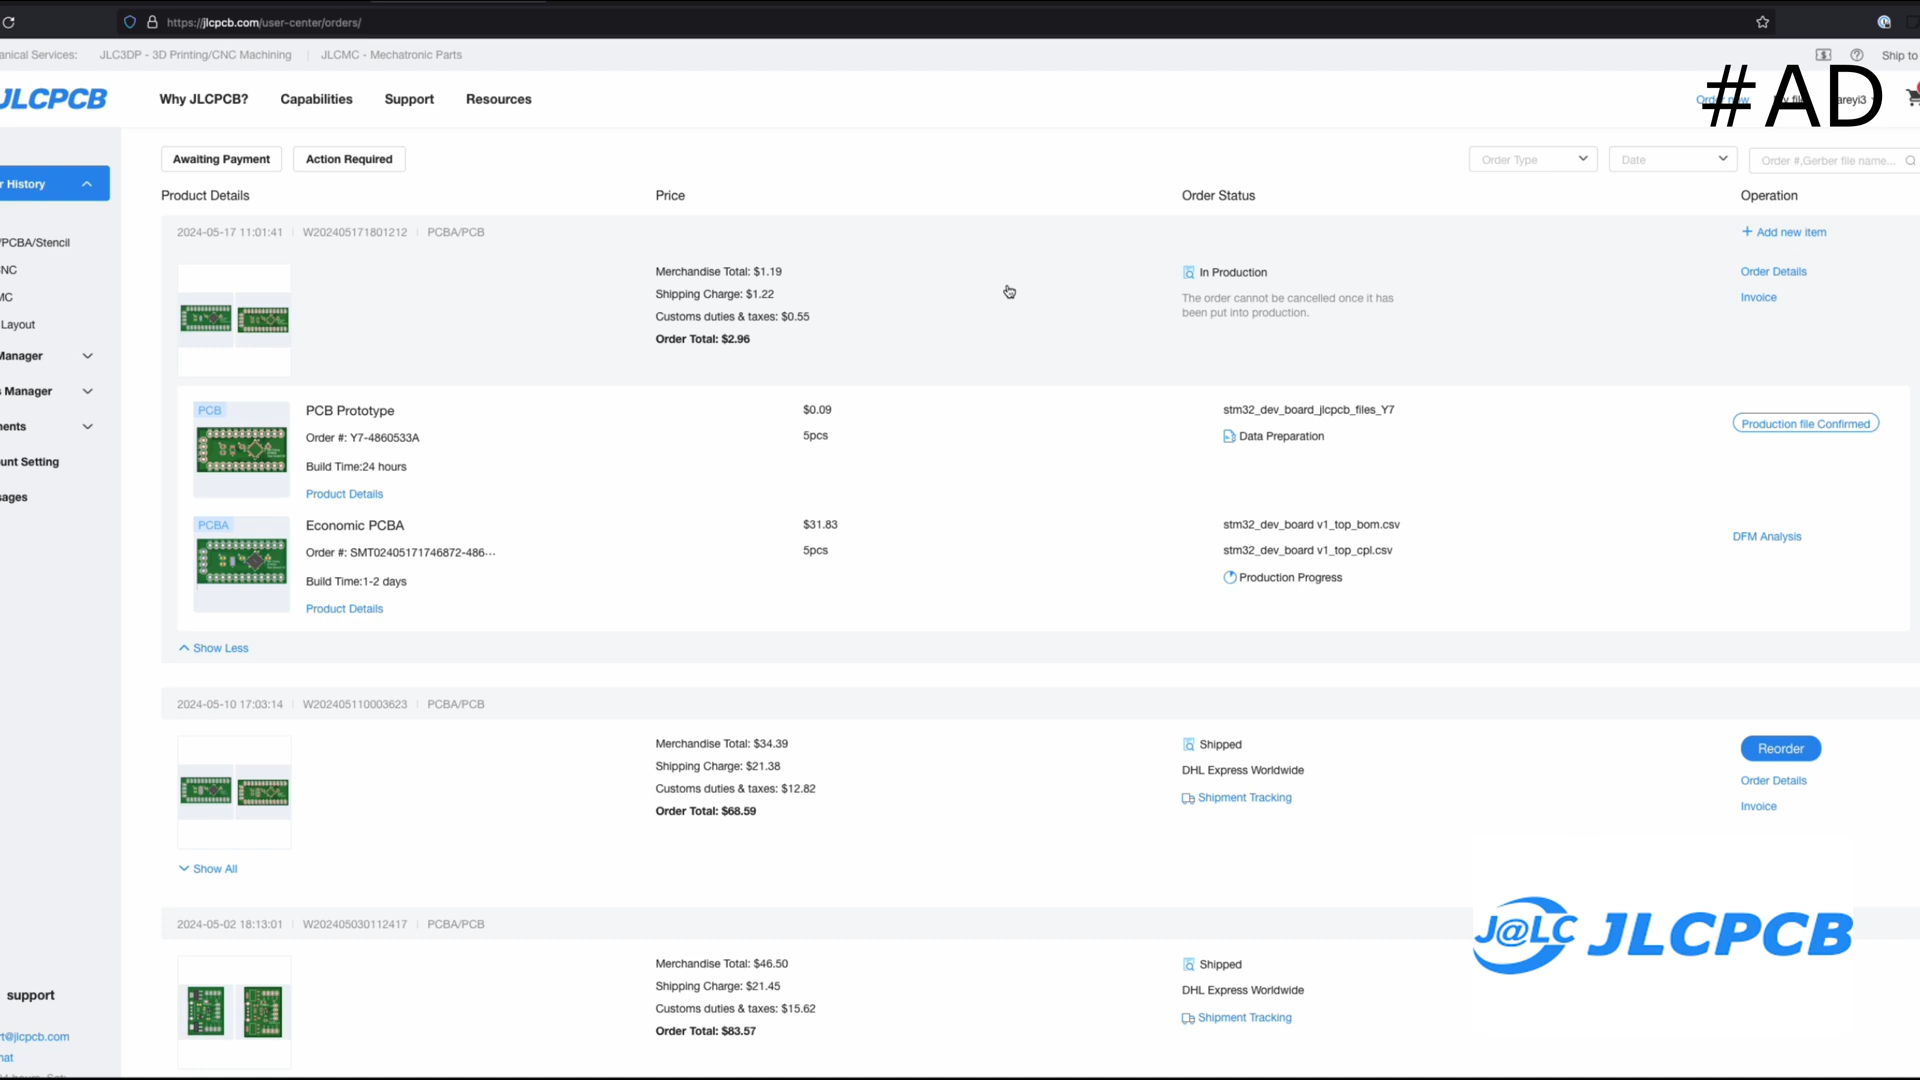 https://jlcpcb.com/user-center/orders/
anical Services: JLC3DP - 3D Printing/CNC Machining | JLCMC - Mechatronic Parts Ship to
JLCPCB Why JLCPCB? Capabilities Support Resources
#AD
Awaiting Payment Action Required Order Type Date Order #,Gerber file name...
r History
/PCBA/Stencil
NC
MC
Layout
Manager
s Manager
nents
unt Setting
sages
support
rt@jlcpcb.com
hat
Product Details Price Order Status Operation
2024-05-17 11:01:41 | W202405171801212 | PCBA/PCB + Add new item
Merchandise Total: $1.19 In Production Order Details
Shipping Charge: $1.22 The order cannot be cancelled once it has Invoice
Customs duties & taxes: $0.55 been put into production.
Order Total: $2.96
PCB PCB Prototype $0.09 stm32_dev_board_jlcpcb_files_Y7
Production file Confirmed
Order #: Y7-4860533A 5pcs Data Preparation
Build Time:24 hours
Product Details
PCBA Economic PCBA $31.83 stm32_dev_board v1_top_bom.csv
DFM Analysis
Order #: SMT02405171746872-486··· 5pcs stm32_dev_board v1_top_cpl.csv
Build Time:1-2 days Production Progress
Product Details
Show Less
2024-05-10 17:03:14 | W202405110003623 | PCBA/PCB
Merchandise Total: $34.39 Shipped Reorder
Shipping Charge: $21.38 DHL Express Worldwide Order Details
Customs duties & taxes: $12.82 Shipment Tracking Invoice
Order Total: $68.59
Show All
2024-05-02 18:13:01 | W202405030112417 | PCBA/PCB
Merchandise Total: $46.50 Shipped
Shipping Charge: $21.45 DHL Express Worldwide
Customs duties & taxes: $15.62 Shipment Tracking
Order Total: $83.57
J@LC JLCPCB